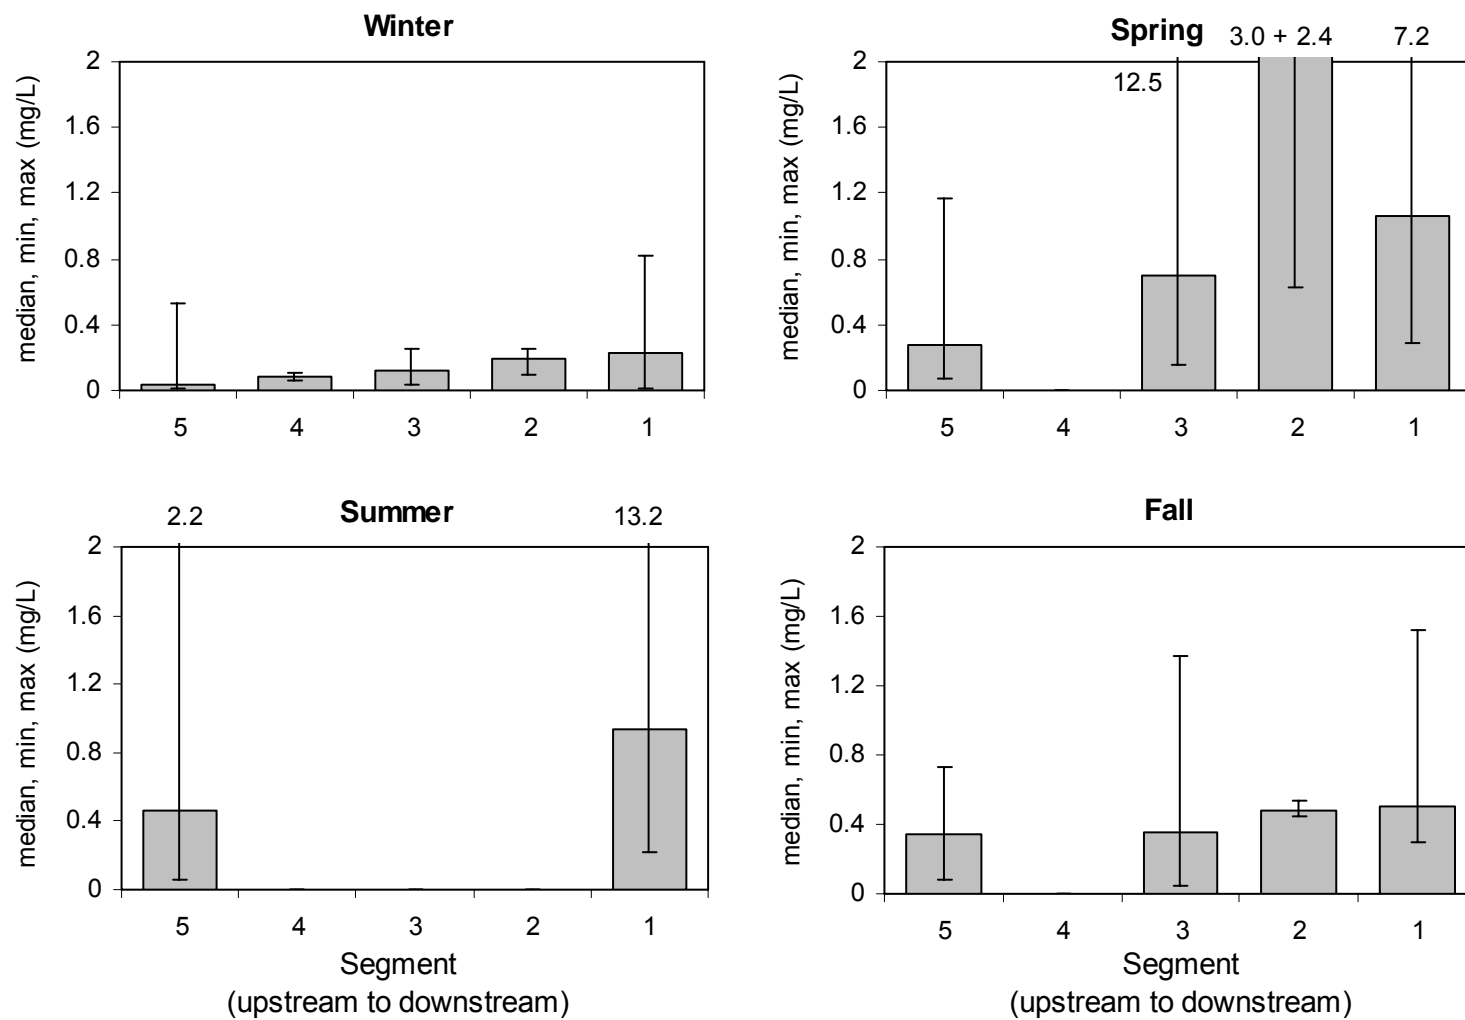 Winter
median, min, max (mg/L)
2
1.6
1.2
0.8
0.4
0
5 4 3 2 1
Spring
3.0 + 2.4
7.2
12.5
median, min, max (mg/L)
2
1.6
1.2
0.8
0.4
0
5 4 3 2 1
2.2
Summer
13.2
median, min, max (mg/L)
2
1.6
1.2
0.8
0.4
0
5 4 3 2 1
Segment
(upstream to downstream)
Fall
median, min, max (mg/L)
2
1.6
1.2
0.8
0.4
0
5 4 3 2 1
Segment
(upstream to downstream)